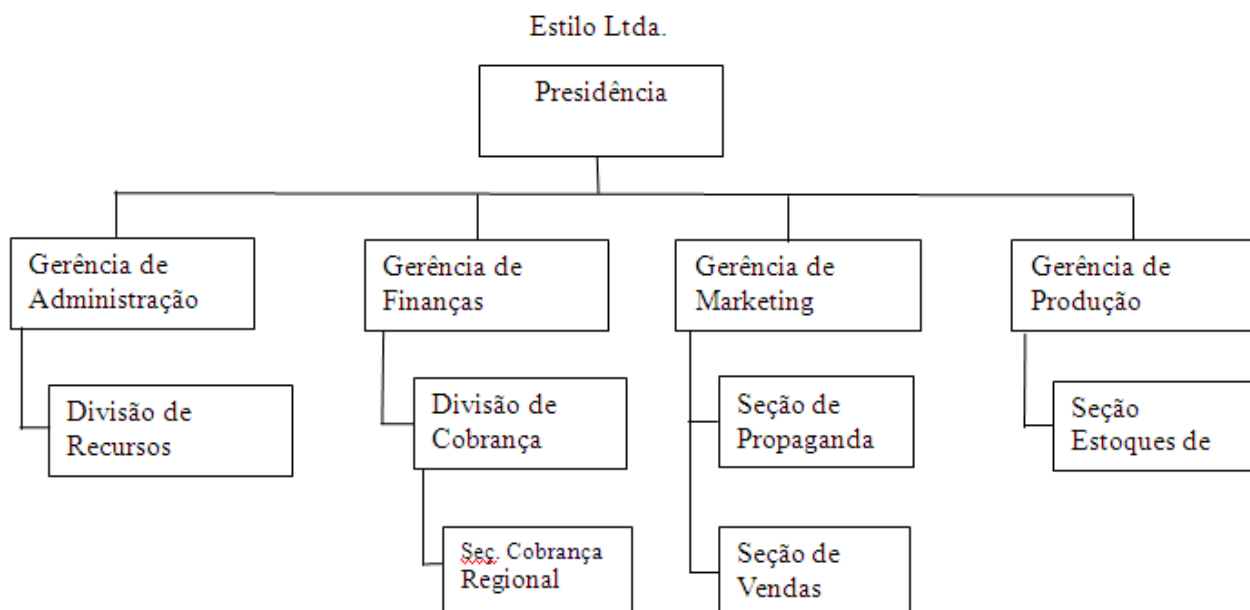 Estilo Ltda.
Presidência
Gerência de
Administração
Gerência de
Finanças
Gerência de
Marketing
Gerência de
Produção
Divisão de
Recursos
Divisão de
Cobrança
Seção de
Propaganda
Seção
Estoques de
Seç. Cobrança
Regional
Seção de
Vendas